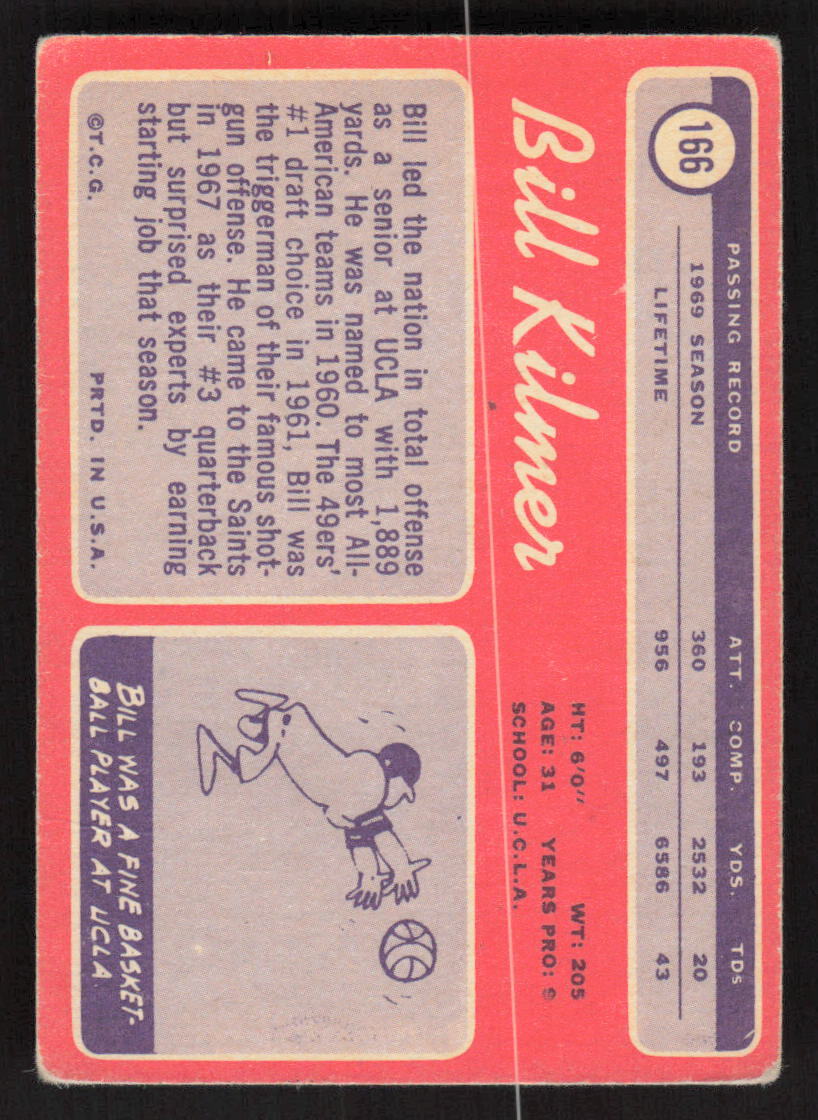 166
PASSING RECORD ATT. COMP. YDS. TDs
1969 SEASON 360 193 2532 20
LIFETIME 956 497 6586 43
Bill Kilmer
HT: 6'0" WT: 205
AGE: 31 YEARS PRO: 9
SCHOOL: U.C.L.A.
Bill led the nation in total offense
as a senior at UCLA with 1,889
yards. He was named to most All-
American teams in 1960. The 49ers'
#1 draft choice in 1961, Bill was
the triggerman of their famous shot-
gun offense. He came to the Saints
in 1967 as their #3 quarterback
but surprised experts by earning
starting job that season.
©T.C.G. PRTD. IN U.S.A.
BILL WAS A FINE BASKET-
BALL PLAYER AT UCLA